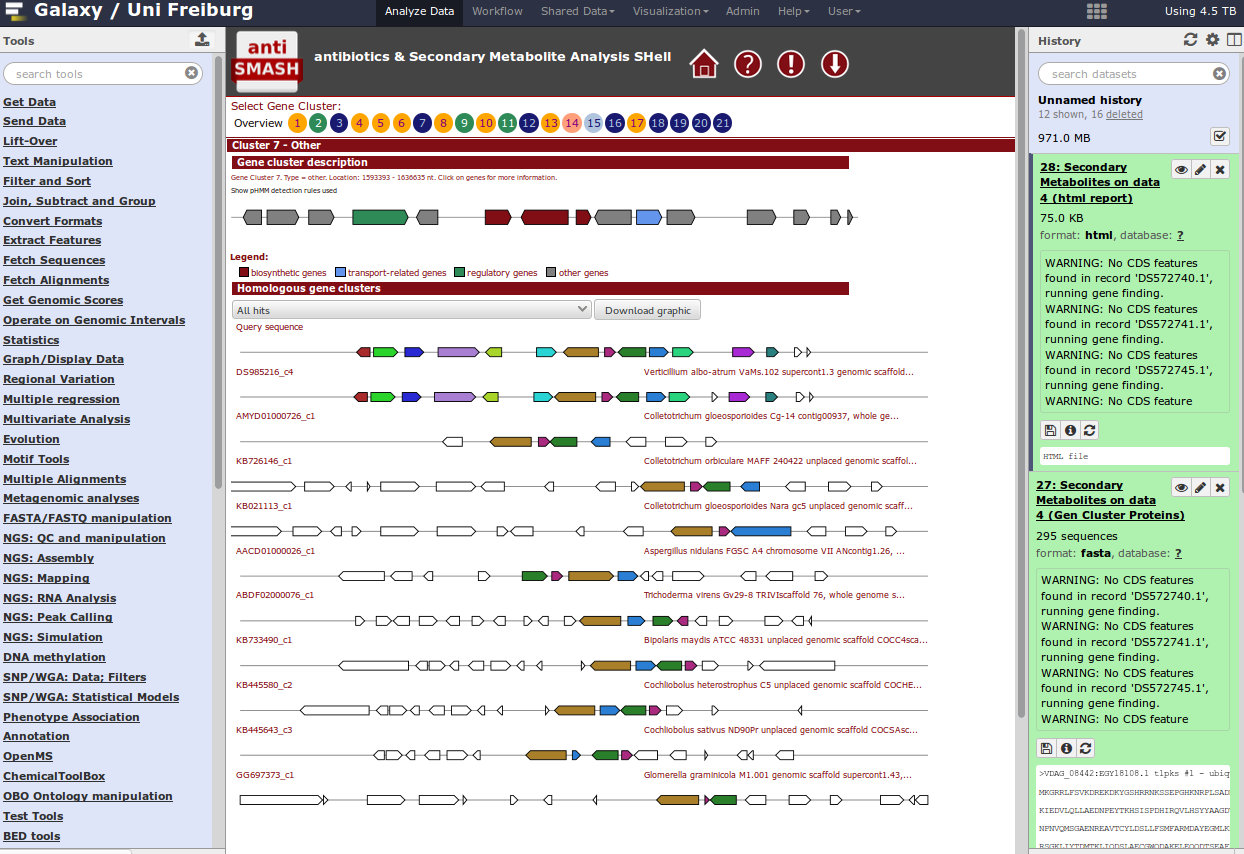 Galaxy / Uni Freiburg
Analyze Data
Workflow
Shared Data
Visualization
Admin
Help
User
Using 4.5 TB
Tools
search tools
Get Data
Send Data
Lift-Over
Text Manipulation
Filter and Sort
Join, Subtract and Group
Convert Formats
Extract Features
Fetch Sequences
Fetch Alignments
Get Genomic Scores
Operate on Genomic Intervals
Statistics
Graph/Display Data
Regional Variation
Multiple regression
Multivariate Analysis
Evolution
Motif Tools
Multiple Alignments
Metagenomic analyses
FASTA/FASTQ manipulation
NGS: QC and manipulation
NGS: Assembly
NGS: Mapping
NGS: RNA Analysis
NGS: Peak Calling
NGS: Simulation
DNA methylation
SNP/WGA: Data; Filters
SNP/WGA: Statistical Models
Phenotype Association
Annotation
OpenMS
ChemicalToolBox
OBO Ontology manipulation
Test Tools
BED tools
anti
SMASH
antibiotics & Secondary Metabolite Analysis SHell
Select Gene Cluster:
Overview 1 2 3 4 5 6 7 8 9 10 11 12 13 14 15 16 17 18 19 20 21
Cluster 7 - Other
Gene cluster description
Gene Cluster 7. Type = other. Location: 1593393 - 1636635 nt. Click on genes for more information.
Show pHMM detection rules used
Legend:
biosynthetic genes
transport-related genes
regulatory genes
other genes
Homologous gene clusters
All hits
Download graphic
Query sequence
DS985216_c4 Verticillium albo-atrum VaMs.102 supercont1.3 genomic scaffold...
AMYD01000726_c1 Colletotrichum gloeosporioides Cg-14 contig00937, whole ge...
KB726146_c1 Colletotrichum orbiculare MAFF 240422 unplaced genomic scaffol...
KB021113_c1 Colletotrichum gloeosporioides Nara gc5 unplaced genomic scaff...
AACD01000026_c1 Aspergillus nidulans FGSC A4 chromosome VII ANcontig1.26, ...
ABDF02000076_c1 Trichoderma virens Gv29-8 TRIVIscaffold 76, whole genome s...
KB733490_c1 Bipolaris maydis ATCC 48331 unplaced genomic scaffold COCC4sca...
KB445580_c2 Cochliobolus heterostrophus C5 unplaced genomic scaffold COCHE...
KB445643_c3 Cochliobolus sativus ND90Pr unplaced genomic scaffold COCSAsc...
GG697373_c1 Glomerella graminicola M1.001 genomic scaffold supercont1.43,...
History
search datasets
Unnamed history
12 shown, 16 deleted
971.0 MB
28: Secondary
Metabolites on data
4 (html report)
75.0 KB
format: html, database: ?
WARNING: No CDS features
found in record 'DS572740.1',
running gene finding.
WARNING: No CDS features
found in record 'DS572741.1',
running gene finding.
WARNING: No CDS features
found in record 'DS572745.1',
running gene finding.
WARNING: No CDS feature
HTML file
27: Secondary
Metabolites on data
4 (Gen Cluster Proteins)
295 sequences
format: fasta, database: ?
WARNING: No CDS features
found in record 'DS572740.1',
running gene finding.
WARNING: No CDS features
found in record 'DS572741.1',
running gene finding.
WARNING: No CDS features
found in record 'DS572745.1',
running gene finding.
WARNING: No CDS feature
>VDAG_08442:EGY18108.1 t1pks #1 - ubiq
MKGRRLFSVKDREKDKYGSHRRNKSSEPGHKNRPLSAD
KIEDVLQLLAEDNPEYTKHSISPDHIRQVLHSYYAAGD
NPNVQMSGAENREAVTCYLDSLLFSMFARMDAYEGMLK